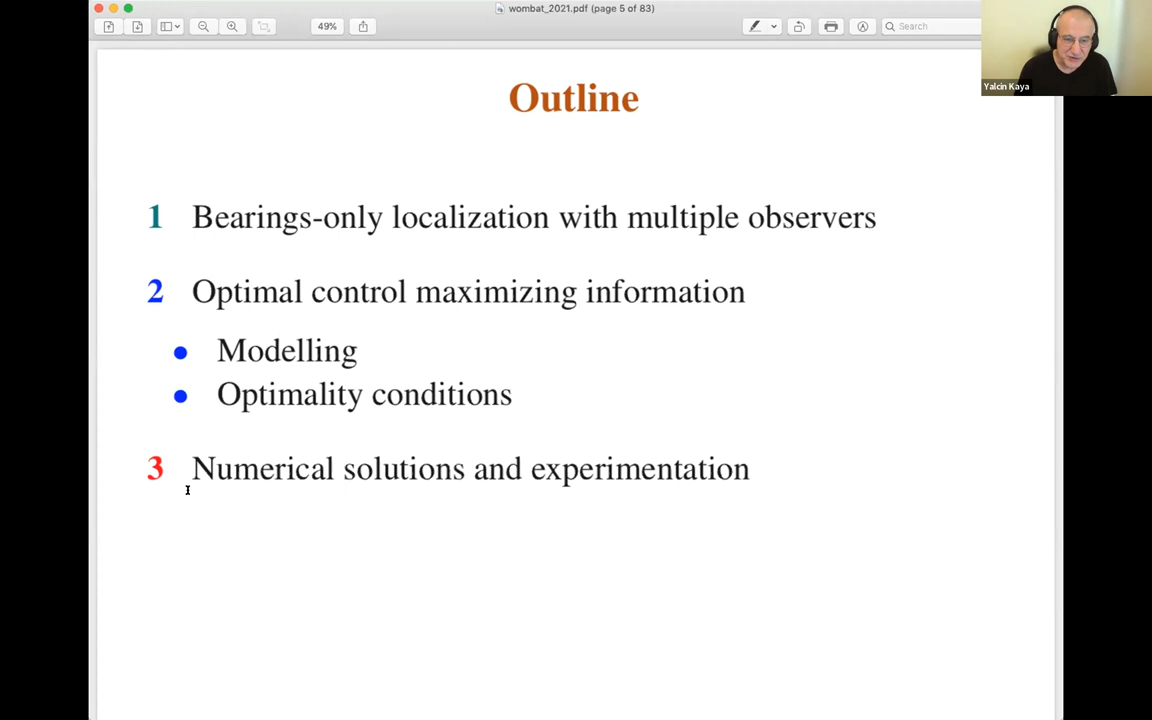 wombat_2021.pdf (page 5 of 83)
49%
Search
Yalcin Kaya
Outline
1 Bearings-only localization with multiple observers
2 Optimal control maximizing information
• Modelling
• Optimality conditions
3 Numerical solutions and experimentation